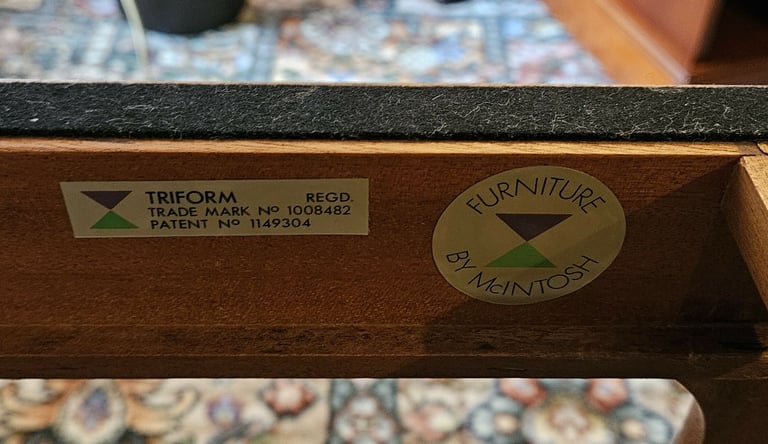 TRIFORM REGD.
TRADE MARK Nº 1008482
PATENT Nº 1149304
FURNITURE
BY McINTOSH